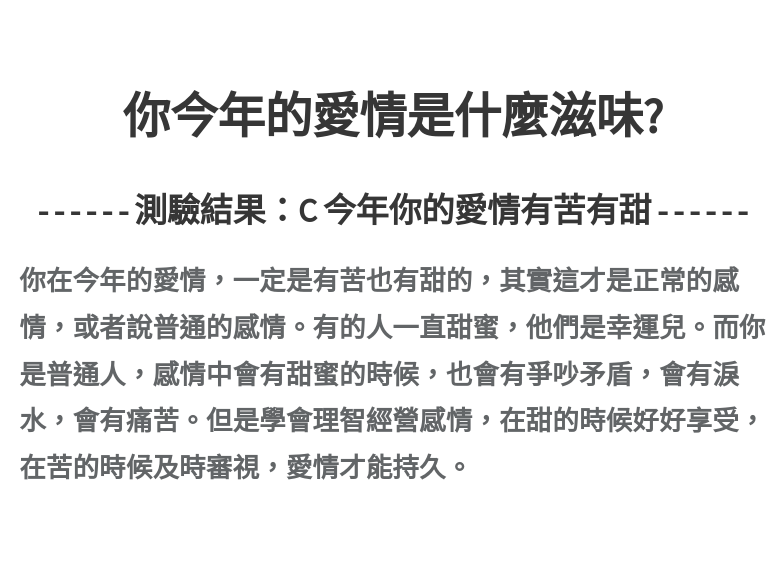 你今年的愛情是什麼滋味?
------測驗結果：C 今年你的愛情有苦有甜------
你在今年的愛情，一定是有苦也有甜的，其實這才是正常的感
情，或者說普通的感情。有的人一直甜蜜，他們是幸運兒。而你
是普通人，感情中會有甜蜜的時候，也會有爭吵矛盾，會有淚
水，會有痛苦。但是學會理智經營感情，在甜的時候好好享受，
在苦的時候及時審視，愛情才能持久。